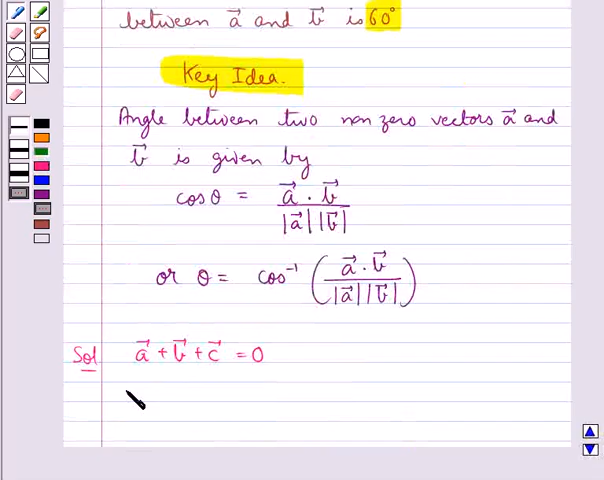 between a⃗ and b⃗ is 60°
Key Idea.
Angle between two non zero vectors a⃗ and
b⃗ is given by
cosθ = a⃗ . b⃗ / |a⃗| |b⃗|
or θ = cos⁻¹ ( a⃗ . b⃗ / |a⃗| |b⃗| )
Sol a⃗ + b⃗ + c⃗ = 0